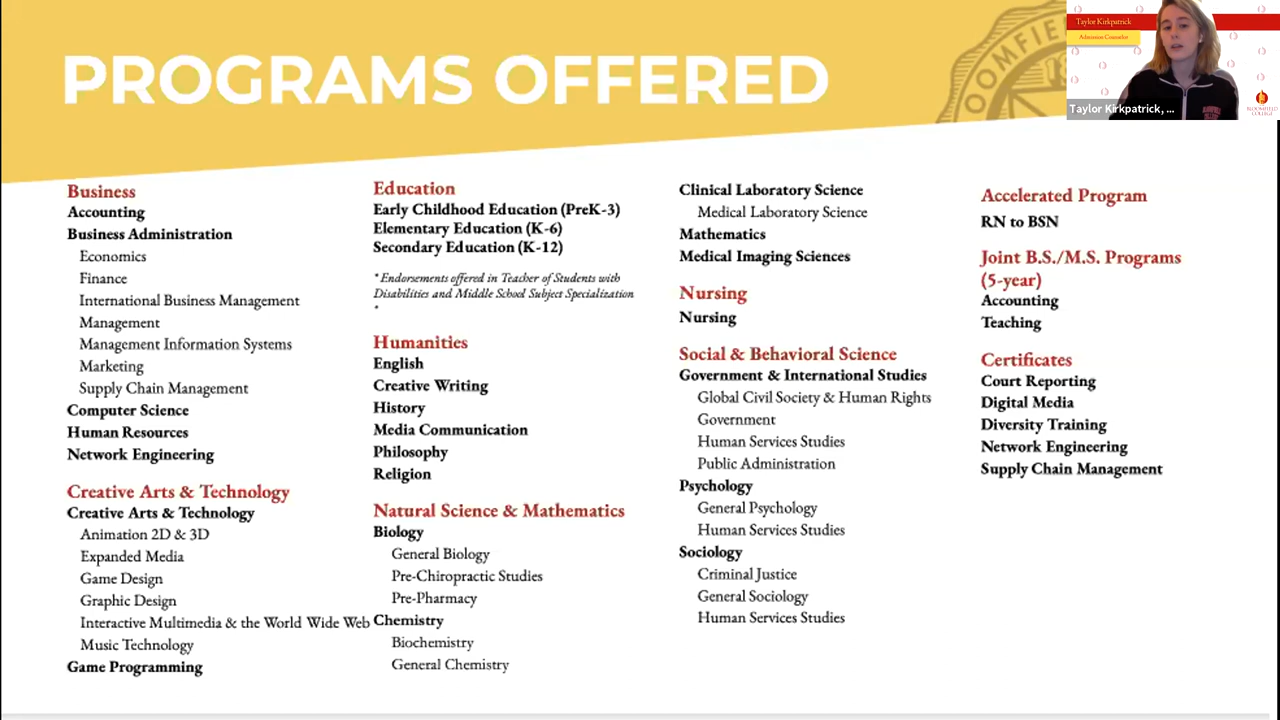 PROGRAMS OFFERED
OOMFIE
Taylor Kirkpatrick
Admission Counselor
Taylor Kirkpatrick, ...
BLOOMFIELD
COLLEGE
Business
Accounting
Business Administration
Economics
Finance
International Business Management
Management
Management Information Systems
Marketing
Supply Chain Management
Computer Science
Human Resources
Network Engineering
Creative Arts & Technology
Creative Arts & Technology
Animation 2D & 3D
Expanded Media
Game Design
Graphic Design
Interactive Multimedia & the World Wide Web
Music Technology
Game Programming
Education
Early Childhood Education (PreK-3)
Elementary Education (K-6)
Secondary Education (K-12)
* Endorsements offered in Teacher of Students with
Disabilities and Middle School Subject Specialization
*
Humanities
English
Creative Writing
History
Media Communication
Philosophy
Religion
Natural Science & Mathematics
Biology
General Biology
Pre-Chiropractic Studies
Pre-Pharmacy
Chemistry
Biochemistry
General Chemistry
Clinical Laboratory Science
Medical Laboratory Science
Mathematics
Medical Imaging Sciences
Nursing
Nursing
Social & Behavioral Science
Government & International Studies
Global Civil Society & Human Rights
Government
Human Services Studies
Public Administration
Psychology
General Psychology
Human Services Studies
Sociology
Criminal Justice
General Sociology
Human Services Studies
Accelerated Program
RN to BSN
Joint B.S./M.S. Programs
(5-year)
Accounting
Teaching
Certificates
Court Reporting
Digital Media
Diversity Training
Network Engineering
Supply Chain Management